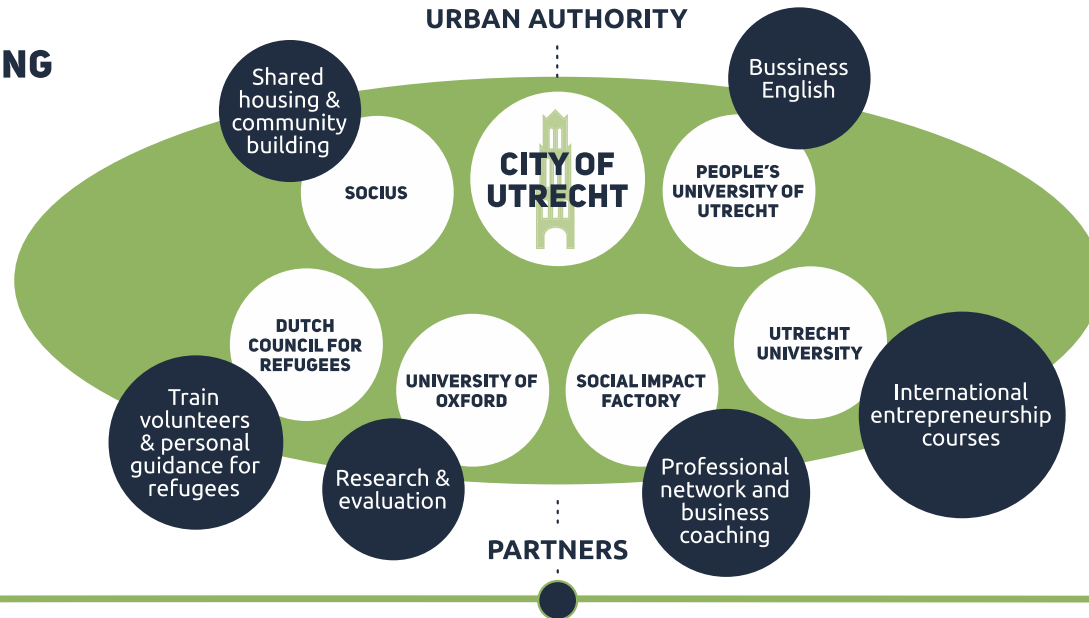 URBAN AUTHORITY
NG
Shared
housing &
community
building
Bussiness
English
SOCIUS
CITY OF
UTRECHT
PEOPLE'S
UNIVERSITY OF
UTRECHT
DUTCH
COUNCIL FOR
REFUGEES
UNIVERSITY OF
OXFORD
SOCIAL IMPACT
FACTORY
UTRECHT
UNIVERSITY
Train
volunteers
& personal
guidance for
refugees
Research &
evaluation
Professional
network and
business
coaching
International
entrepreneurship
courses
PARTNERS